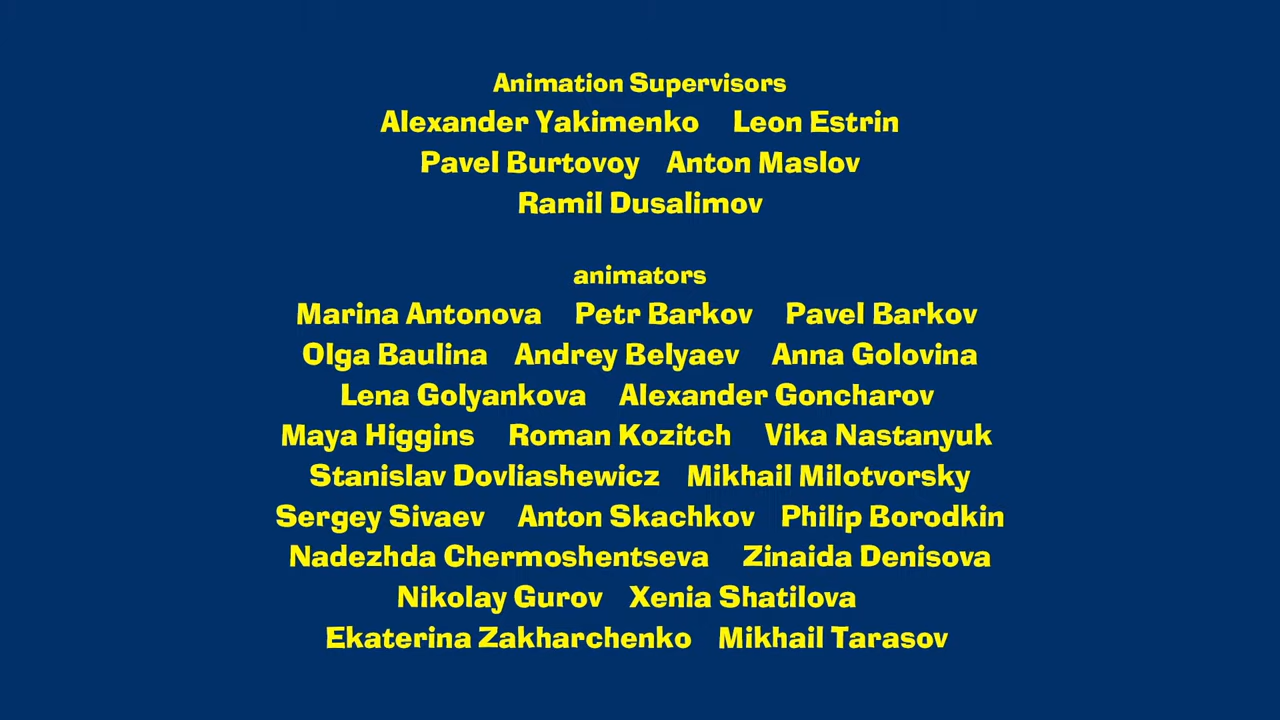 Animation Supervisors
Alexander Yakimenko Leon Estrin
Pavel Burtovoy Anton Maslov
Ramil Dusalimov
animators
Marina Antonova Petr Barkov Pavel Barkov
Olga Baulina Andrey Belyaev Anna Golovina
Lena Golyankova Alexander Goncharov
Maya Higgins Roman Kozitch Vika Nastanyuk
Stanislav Dovliashewicz Mikhail Milotvorsky
Sergey Sivaev Anton Skachkov Philip Borodkin
Nadezhda Chermoshentseva Zinaida Denisova
Nikolay Gurov Xenia Shatilova
Ekaterina Zakharchenko Mikhail Tarasov